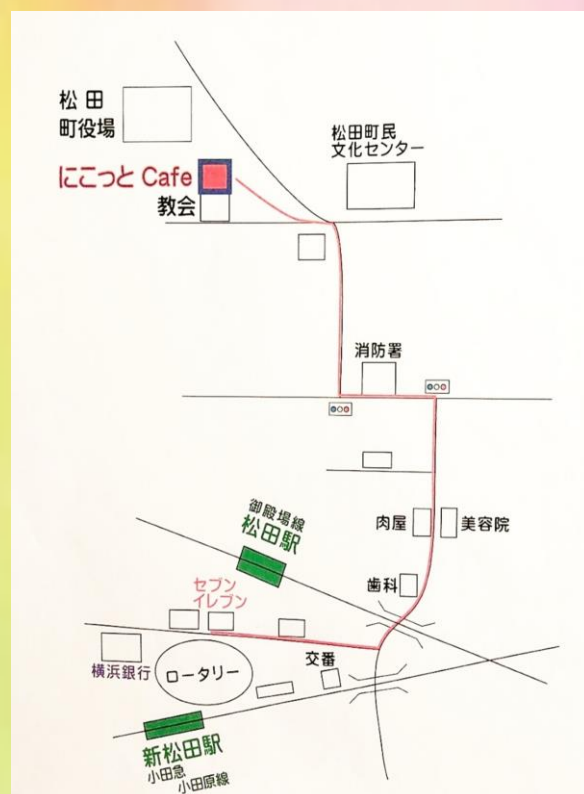 松田
町役場
にこっと Cafe
教会
松田町民
文化センター
消防署
御殿場線
松田駅
肉屋
美容院
歯科
セブン
イレブン
横浜銀行
ロータリー
交番
新松田駅
小田急
小田原線